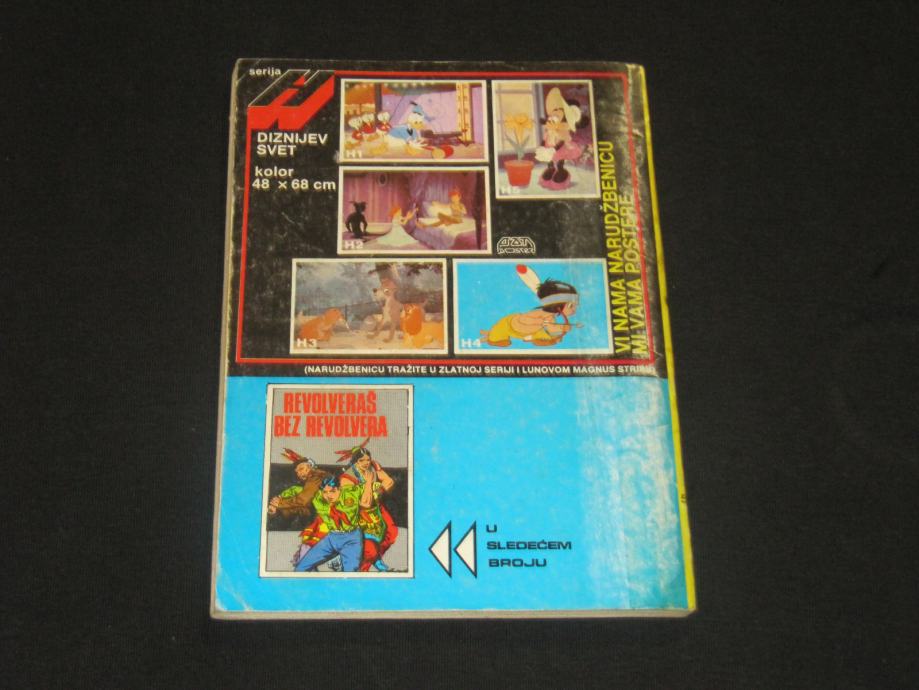 serija
H
DIZNIJEV
SVET
kolor
48 × 68 cm
H1
H5
H2
H3
H4
VI NAMA NARUDŽBENICU
MI VAMA POSTERE
(NARUDŽBENICU TRAŽITE U ZLATNOJ SERIJI I LUNOVOM MAGNUS STRIPU)
REVOLVERAŠ
BEZ REVOLVERA
U
SLEDEĆEM
BROJU